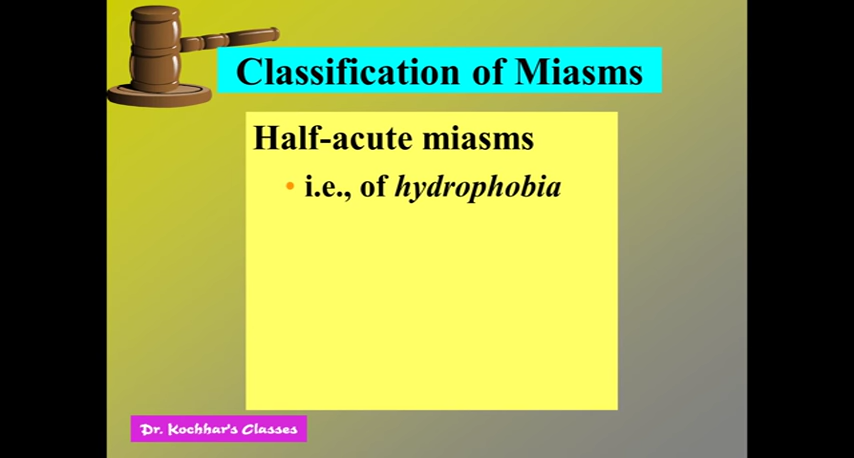 Classification of Miasms
Half-acute miasms
• i.e., of hydrophobia
Dr. Kochhar's Classes